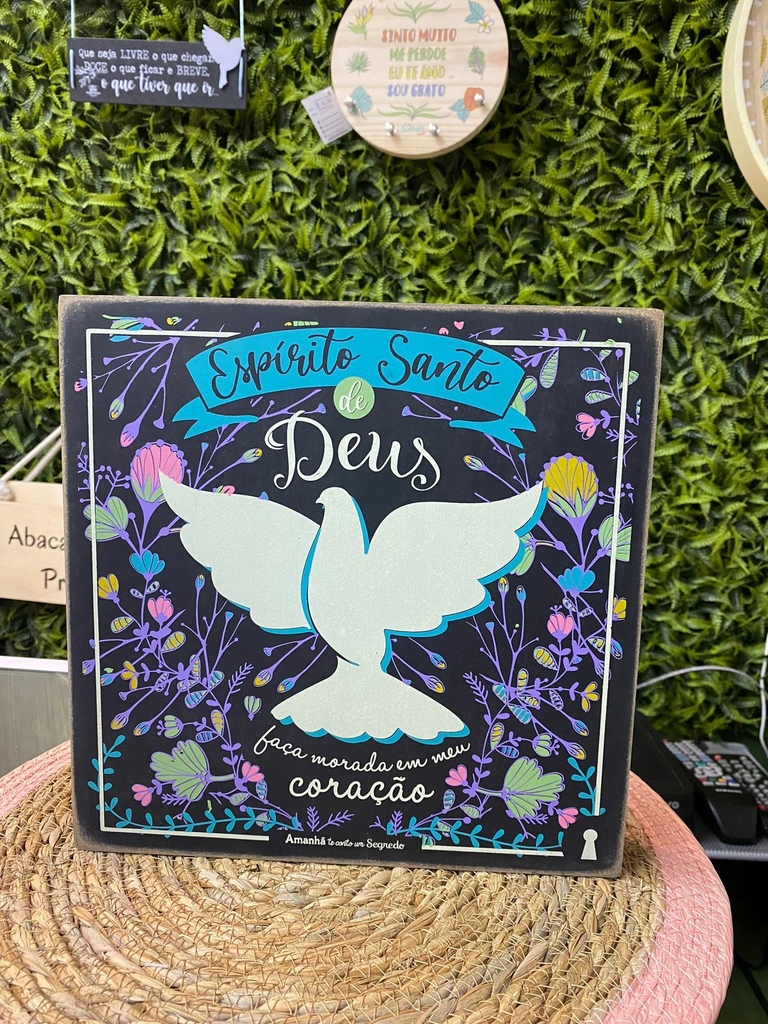 Que seja LIVRE o que chegar,
DOCE o que ficar e BREVE,
o que tiver que ir...
SINTO MUITO
ME PERDOE
EU TE AMO
SOU GRATO
Abaca
Pr
Espírito Santo
de
Deus
faça morada em meu
coração
Amanhã te conto um Segredo